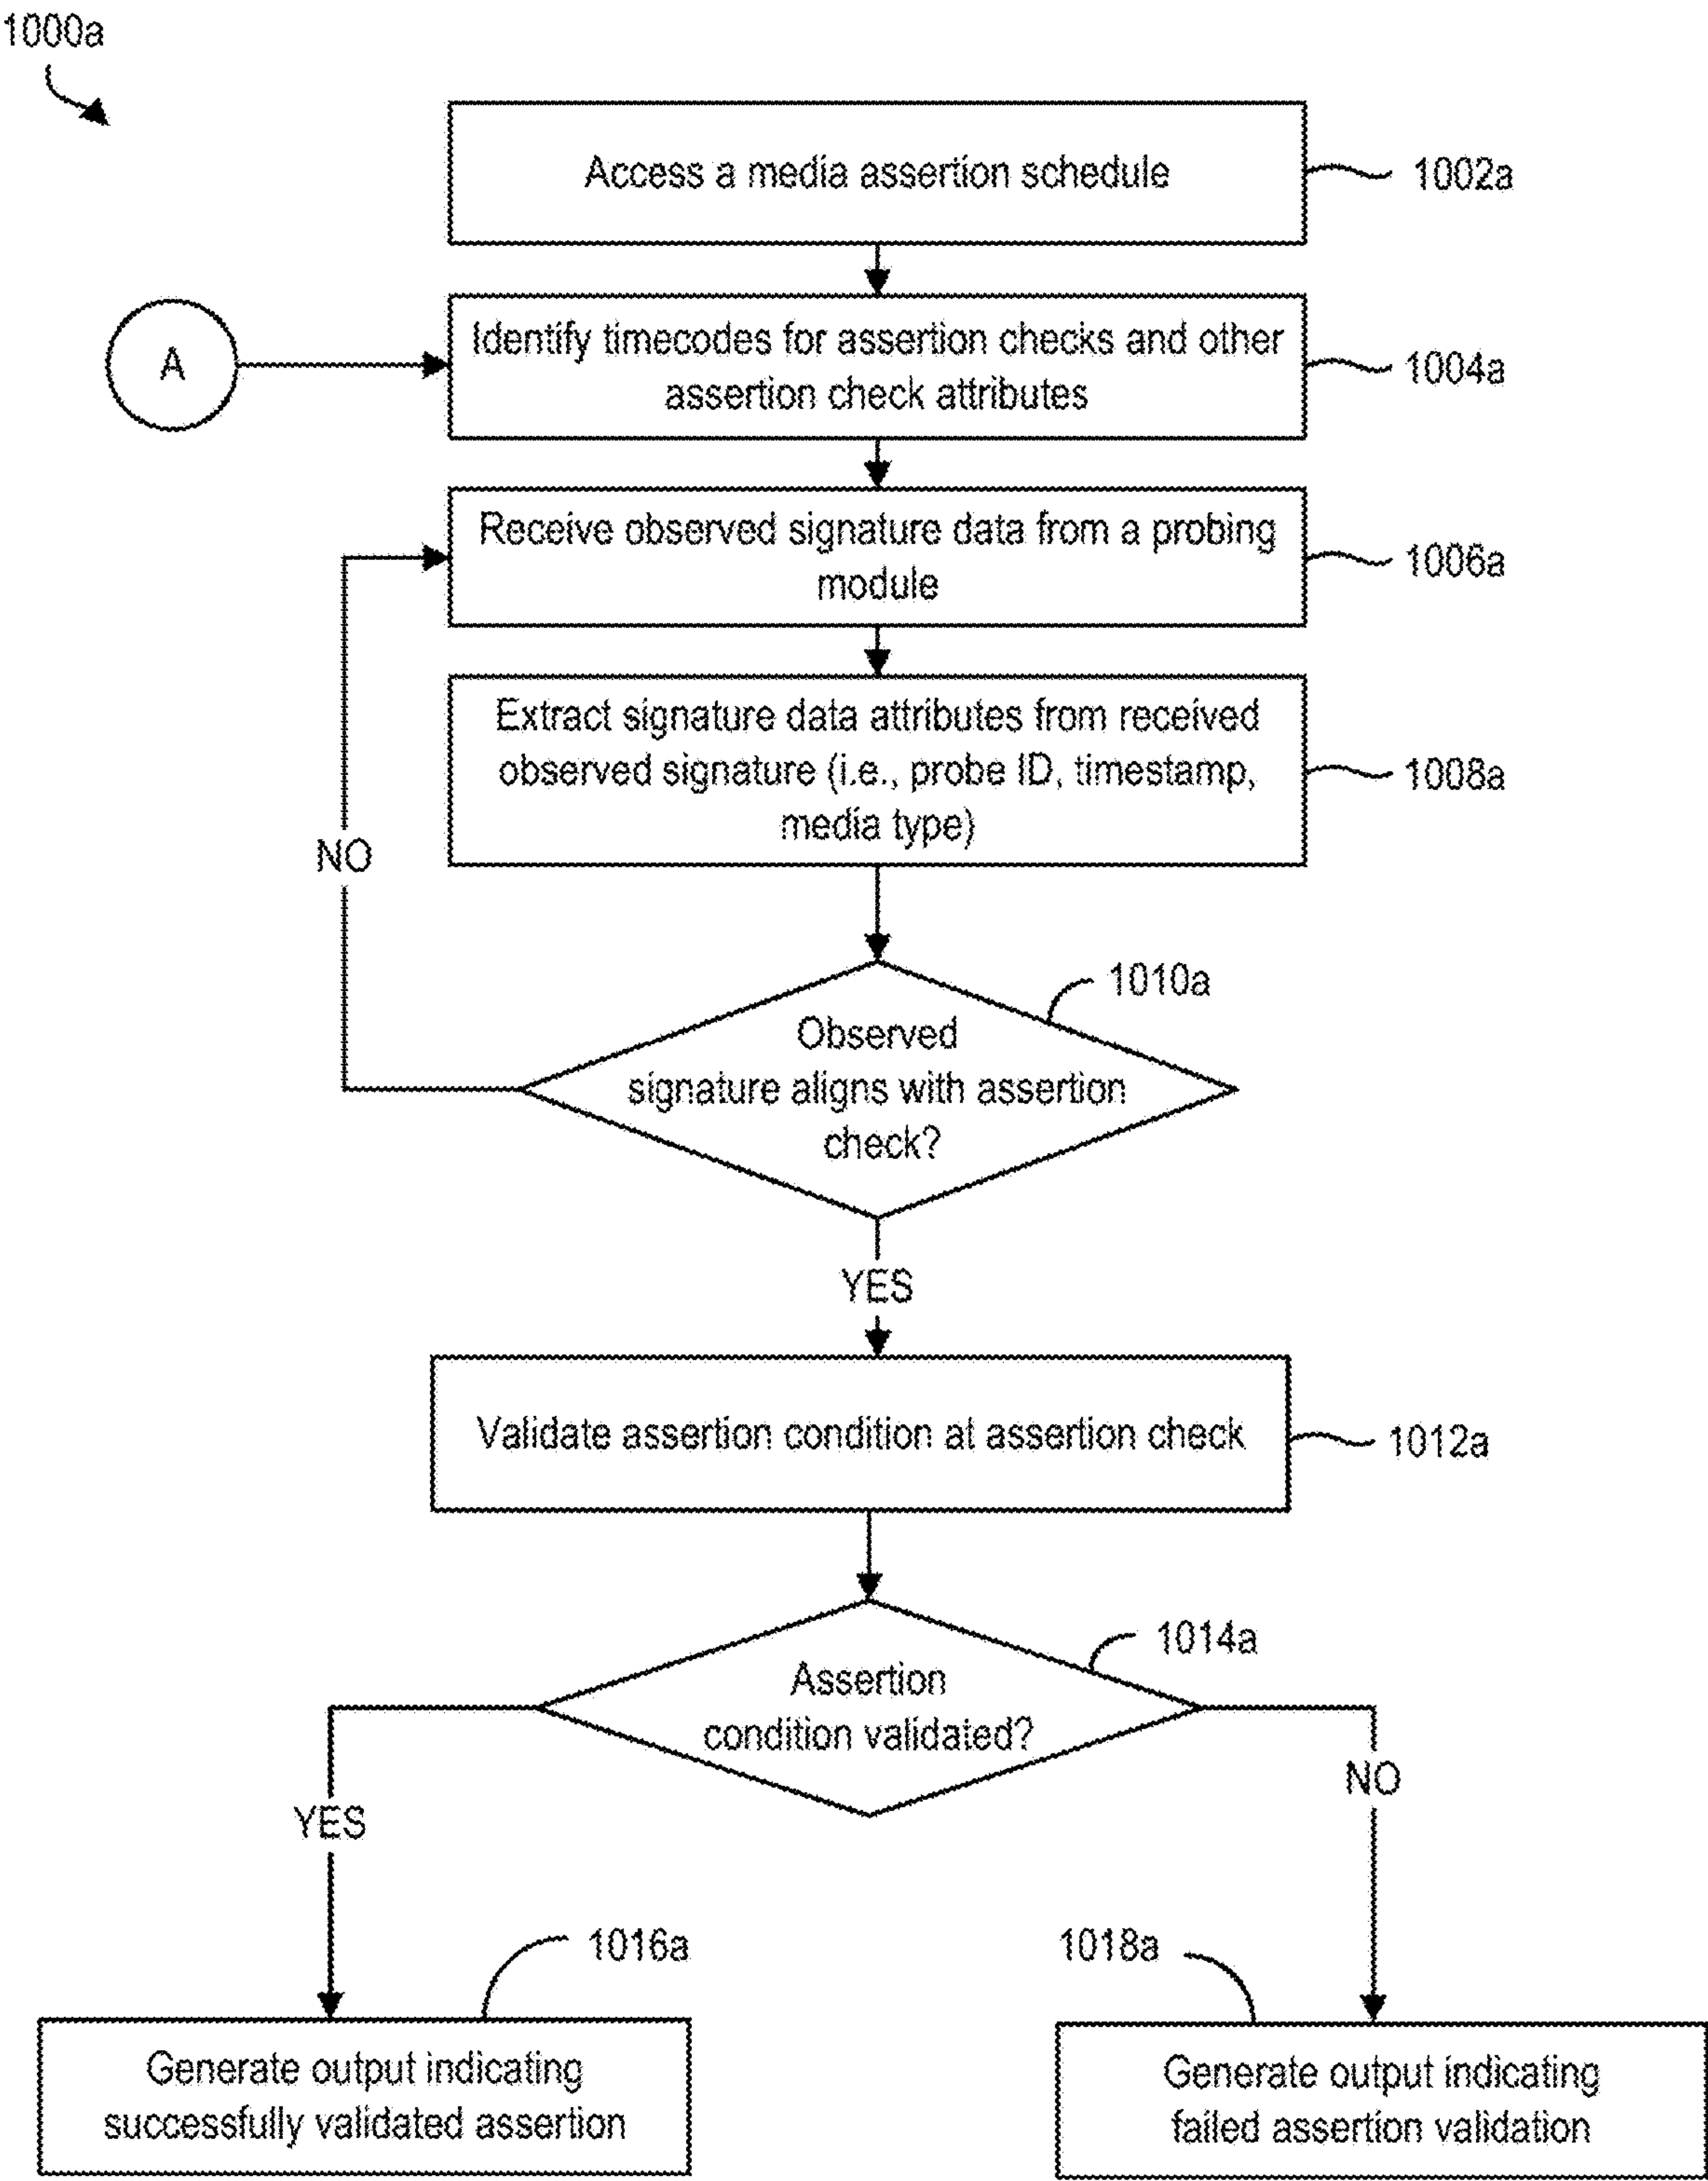 1000a
Access a media assertion schedule
1002a
A
Identify timecodes for assertion checks and other
assertion check attributes
1004a
Receive observed signature data from a probing
module
1006a
Extract signature data attributes from received
observed signature (i.e., probe ID, timestamp,
media type)
1008a
NO
1010a
Observed
signature aligns with assertion
check?
YES
Validate assertion condition at assertion check
1012a
1014a
Assertion
condition validated?
YES
NO
1016a
1018a
Generate output indicating
successfully validated assertion
Generate output indicating
failed assertion validation